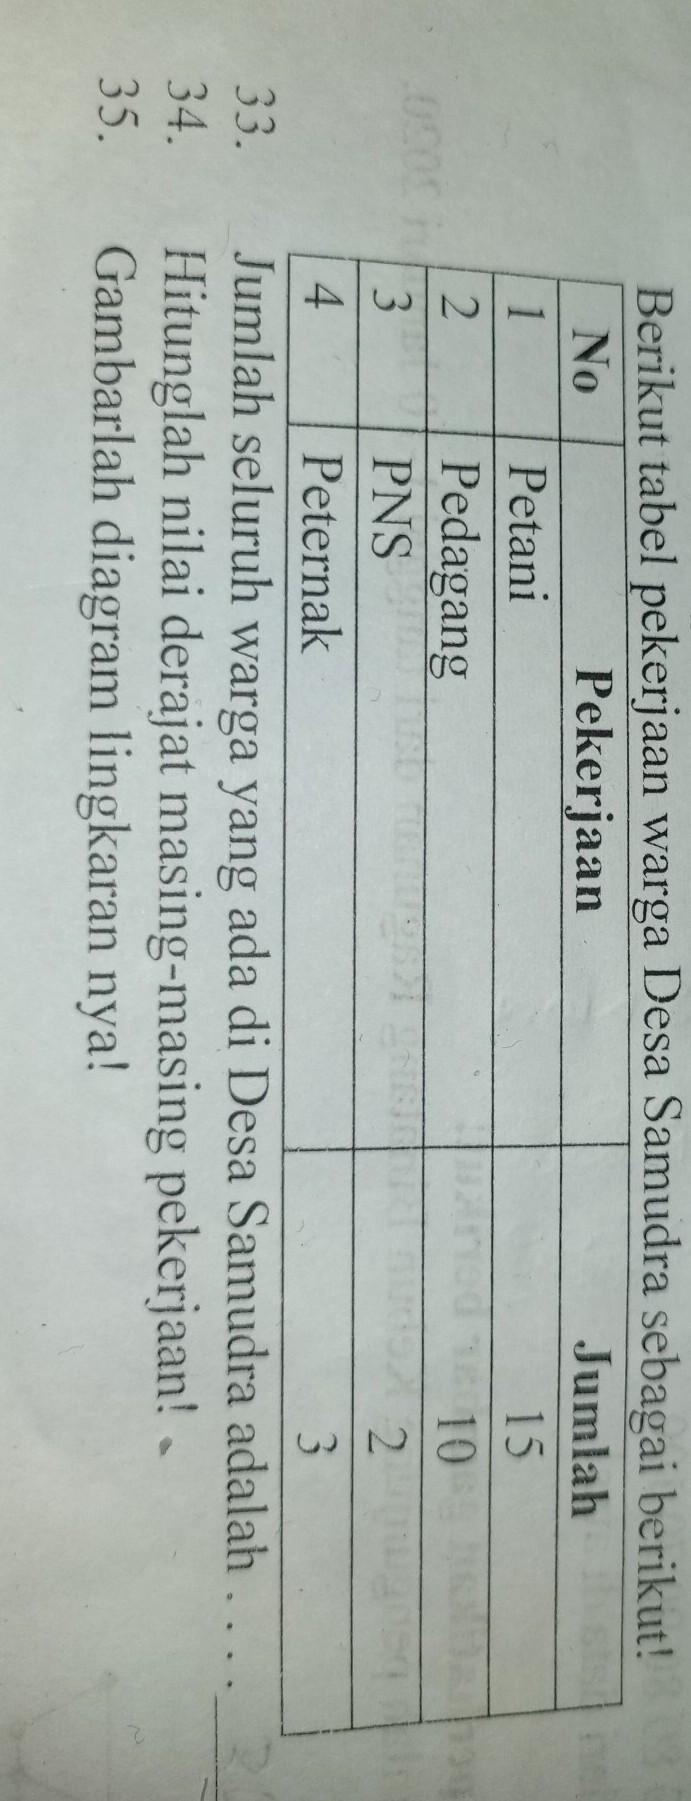 Berikut tabel pekerjaan warga Desa Samudra sebagai berikut!
No Pekerjaan Jumlah
1 Petani 15
2 Pedagang 10
3 PNS 2
4 Peternak 3
33. Jumlah seluruh warga yang ada di Desa Samudra adalah . . . .
34. Hitunglah nilai derajat masing-masing pekerjaan!
35. Gambarlah diagram lingkaran nya!